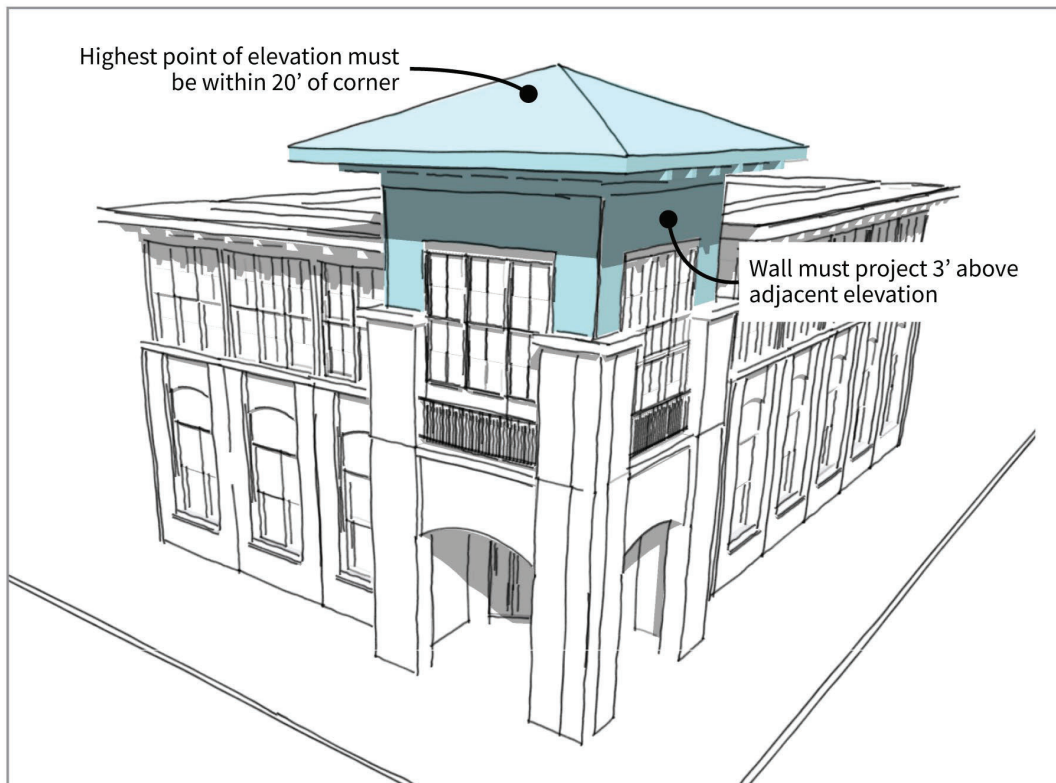 Highest point of elevation must
be within 20’ of corner
Wall must project 3’ above
adjacent elevation